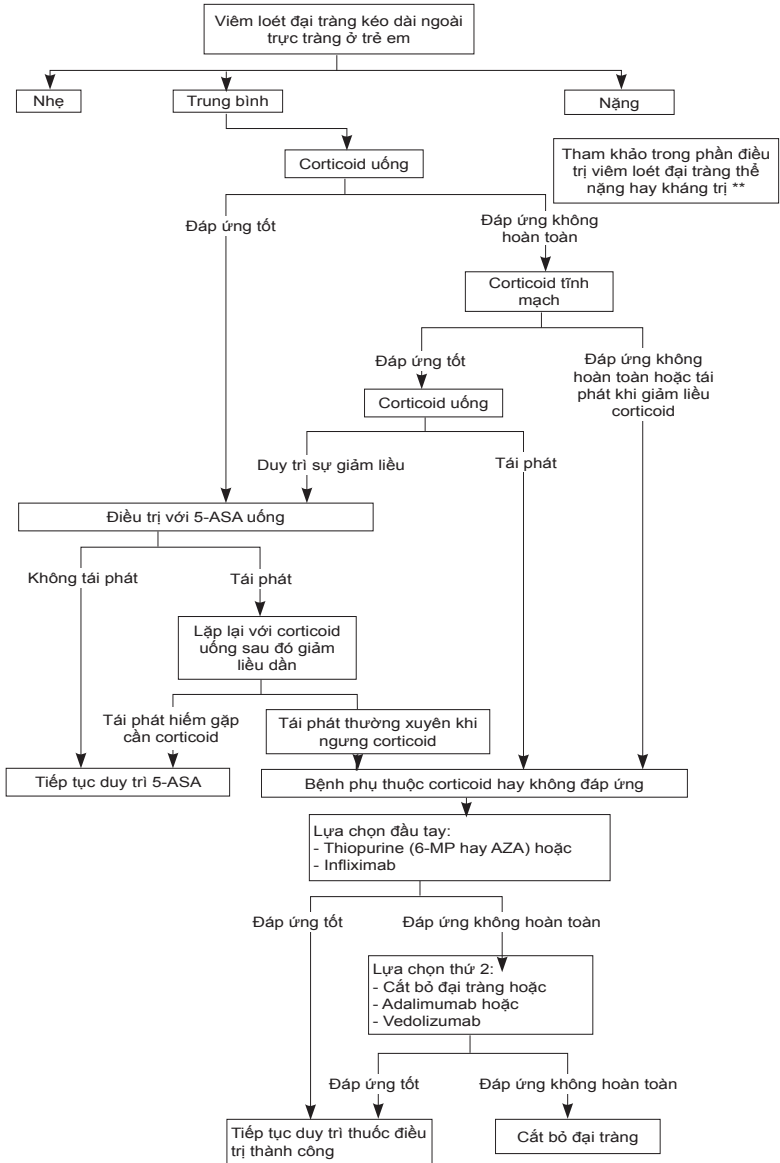 Viêm loét đại tràng kéo dài ngoài
trực tràng ở trẻ em
Nhẹ
Trung bình
Nặng
Corticoid uống
Tham khảo trong phần điều
trị viêm loét đại tràng thể
nặng hay kháng trị **
Đáp ứng tốt
Đáp ứng không
hoàn toàn
Corticoid tĩnh
mạch
Đáp ứng tốt
Đáp ứng không
hoàn toàn hoặc tái
phát khi giảm liều
corticoid
Corticoid uống
Duy trì sự giảm liều
Tái phát
Điều trị với 5-ASA uống
Không tái phát
Tái phát
Lặp lại với corticoid
uống sau đó giảm
liều dần
Tái phát hiếm gặp
cần corticoid
Tái phát thường xuyên khi
ngưng corticoid
Tiếp tục duy trì 5-ASA
Bệnh phụ thuộc corticoid hay không đáp ứng
Lựa chọn đầu tay:
- Thiopurine (6-MP hay AZA) hoặc
- Infliximab
Đáp ứng tốt
Đáp ứng không hoàn toàn
Lựa chọn thứ 2:
- Cắt bỏ đại tràng hoặc
- Adalimumab hoặc
- Vedolizumab
Đáp ứng tốt
Đáp ứng không hoàn toàn
Tiếp tục duy trì thuốc điều
trị thành công
Cắt bỏ đại tràng